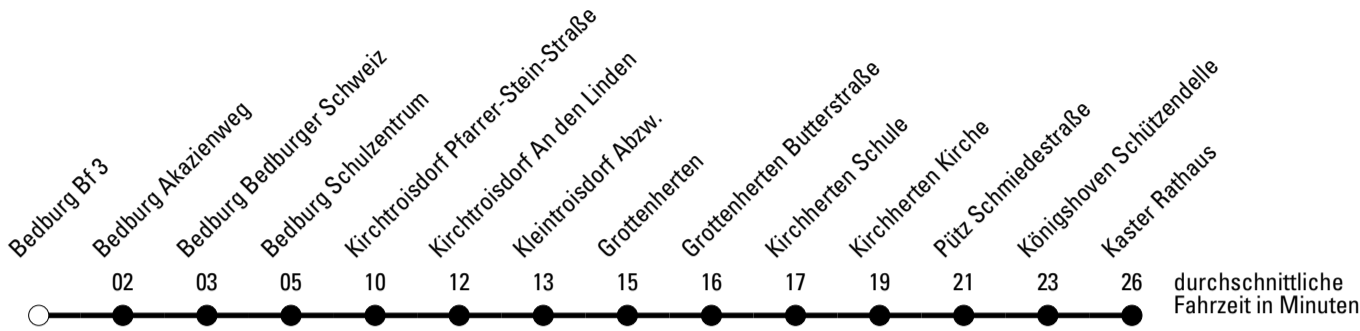 Bedburg Bf 3
Bedburg Akazienweg
Bedburg Bedburger Schweiz
Bedburg Schulzentrum
Kirchtroisdorf Pfarrer-Stein-Straße
Kirchtroisdorf An den Linden
Kleintroisdorf Abzw.
Grottenherten
Grottenherten Butterstraße
Kirchherten Schule
Kirchherten Kirche
Pütz Schmiedestraße
Königshoven Schützendelle
Kaster Rathaus
02 03 05 10 12 13 15 16 17 19 21 23 26
durchschnittliche
Fahrzeit in Minuten